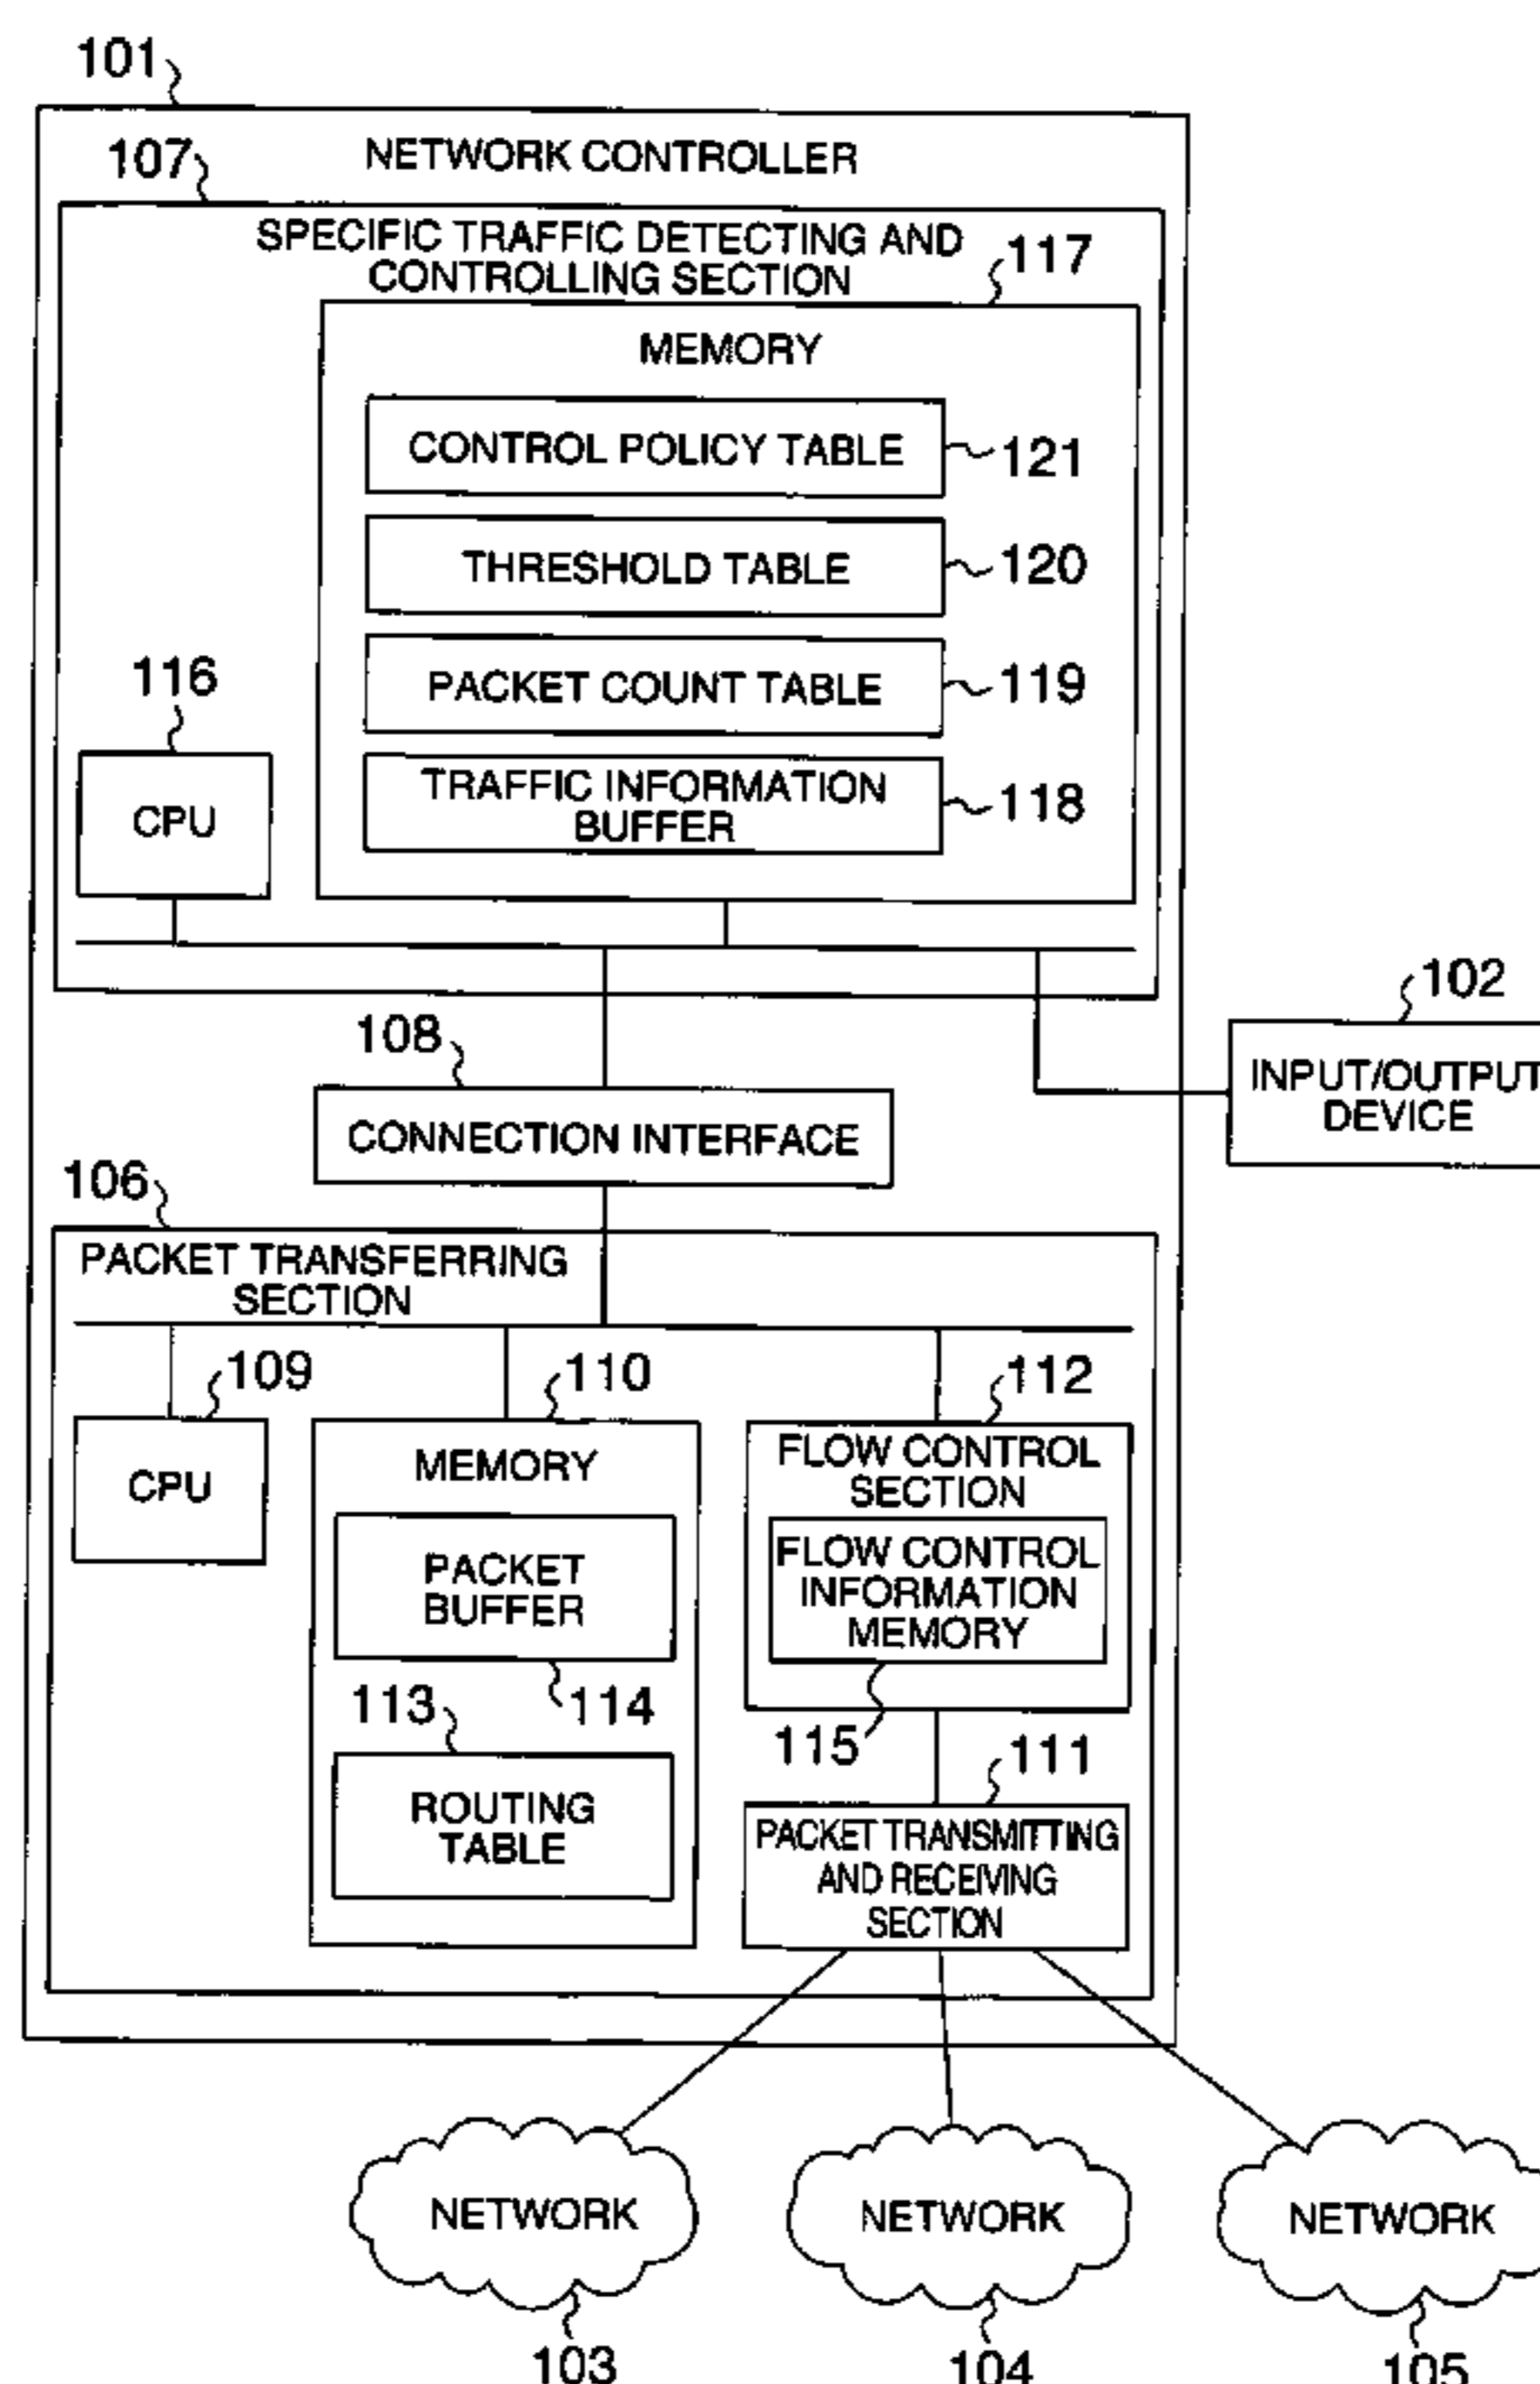 101
NETWORK CONTROLLER
107
SPECIFIC TRAFFIC DETECTING AND
CONTROLLING SECTION
117
MEMORY
CONTROL POLICY TABLE
121
THRESHOLD TABLE
120
PACKET COUNT TABLE
119
116
CPU
TRAFFIC INFORMATION
BUFFER
118
102
INPUT/OUTPUT
DEVICE
108
CONNECTION INTERFACE
106
PACKET TRANSFERRING
SECTION
109
CPU
110
MEMORY
PACKET
BUFFER
114
113
ROUTING
TABLE
112
FLOW CONTROL
SECTION
FLOW CONTROL
INFORMATION
MEMORY
115
111
PACKET TRANSMITTING
AND RECEIVING
SECTION
NETWORK
103
NETWORK
104
NETWORK
105